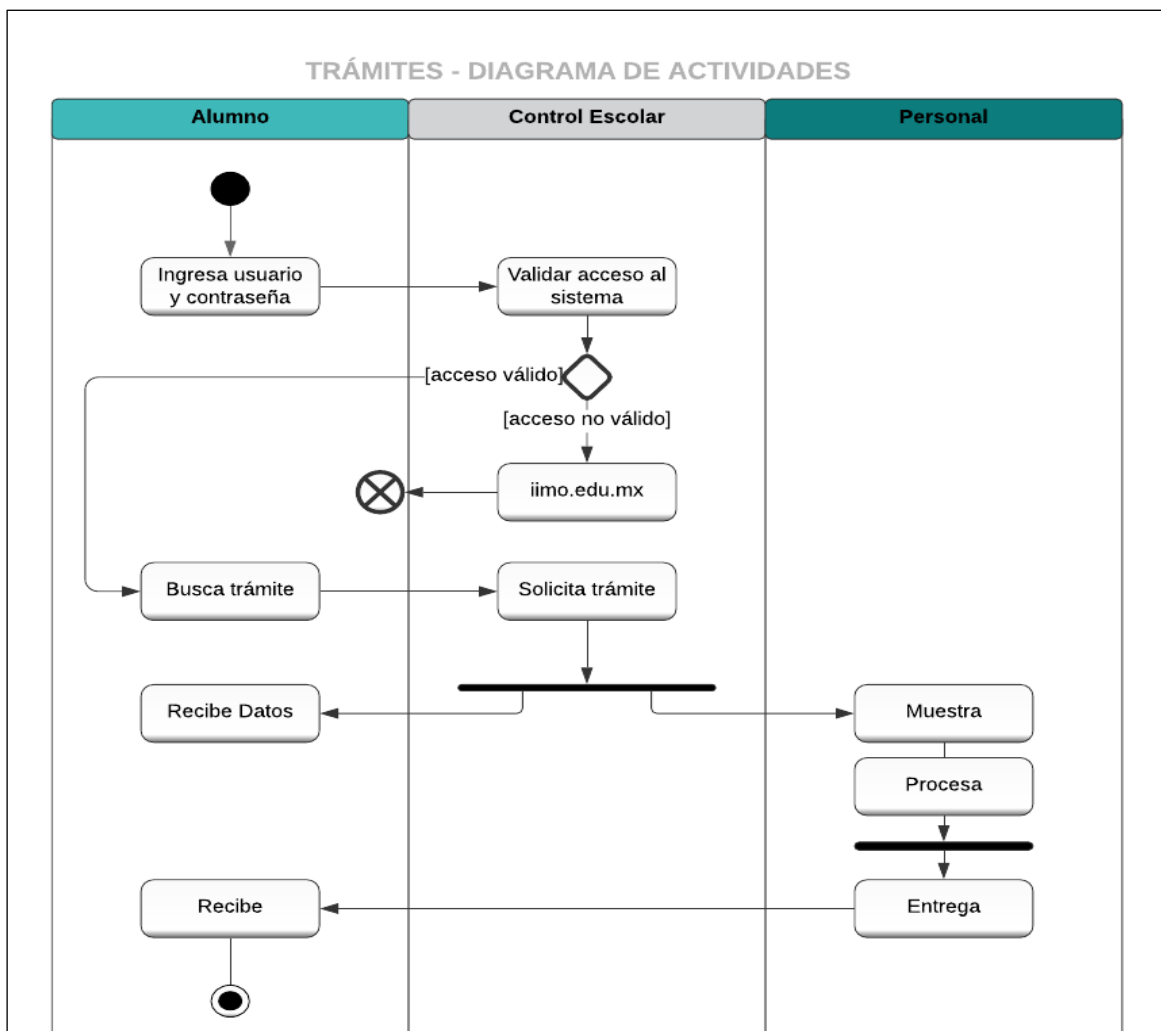 TRÁMITES - DIAGRAMA DE ACTIVIDADES
Alumno
Control Escolar
Personal
Ingresa usuario
y contraseña
Validar acceso al
sistema
[acceso válido]
[acceso no válido]
iimo.edu.mx
Busca trámite
Solicita trámite
Recibe Datos
Muestra
Procesa
Recibe
Entrega